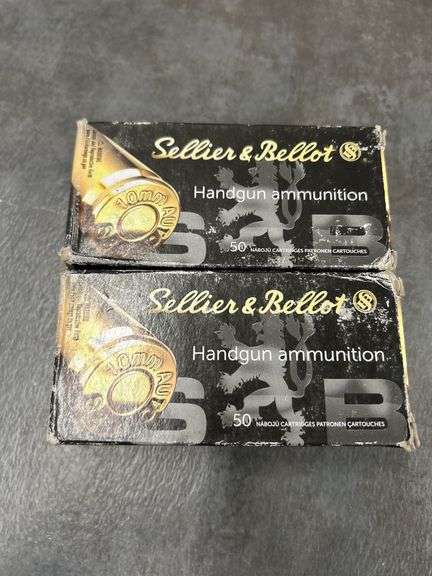 Sellier & Bellot
Handgun ammunition
S B
50 NÁBOJŮ CARTRIDGES PATRONEN CARTOUCHES
10mm AUTO
Sellier & Bellot
Handgun ammunition
S B
50 NÁBOJŮ CARTRIDGES PATRONEN CARTOUCHES
10mm AUTO